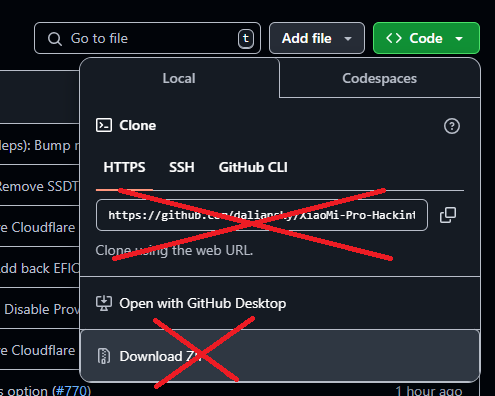 Go to file t Add file Code
Local Codespaces
Clone
HTTPS SSH GitHub CLI
https://github.com/daliansky/XiaoMi-Pro-Hackint
Clone using the web URL.
Open with GitHub Desktop
Download
eps): Bump
Remove SSDT
e Cloudflare
dd back EFIC
Disable Prov
e Cloudflare
s option (#770) 1 hour ago